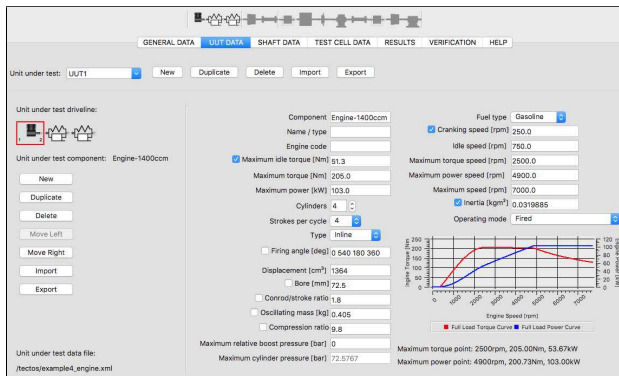 GENERAL DATA UUT DATA SHAFT DATA TEST CELL DATA RESULTS VERIFICATION HELP
Unit under test: UUT1 New Duplicate Delete Import Export
Unit under test driveline:
1 2
Unit under test component: Engine-1400ccm
New
Duplicate
Delete
Move Left
Move Right
Import
Export
Unit under test data file:
/tectos/example4_engine.xml
Component Engine-1400ccm
Name / type
Engine code
Maximum idle torque [Nm] 51.3
Maximum torque [Nm] 205.0
Maximum power [kW] 103.0
Cylinders 4
Strokes per cycle 4
Type Inline
Firing angle [deg] 0 540 180 360
Displacement [cm³] 1364
Bore [mm] 72.5
Conrod/stroke ratio 1.8
Oscillating mass [kg] 0.405
Compression ratio 9.8
Maximum relative boost pressure [bar] 0
Maximum cylinder pressure [bar] 72.5767
Fuel type Gasoline
Cranking speed [rpm] 250.0
Idle speed [rpm] 750.0
Maximum torque speed [rpm] 2500.0
Maximum power speed [rpm] 4900.0
Maximum speed [rpm] 7000.0
Inertia [kgm²] 0.0319885
Operating mode Fired
Engine Torque [Nm]
250
200
150
100
50
0
120
100
80
60
40
20
0
Engine Power [kW]
0 1000 2000 3000 4000 5000 6000 7000
Engine Speed [rpm]
Full Load Torque Curve Full Load Power Curve
Maximum torque point: 2500rpm, 205.00Nm, 53.67kW
Maximum power point: 4900rpm, 200.73Nm, 103.00kW